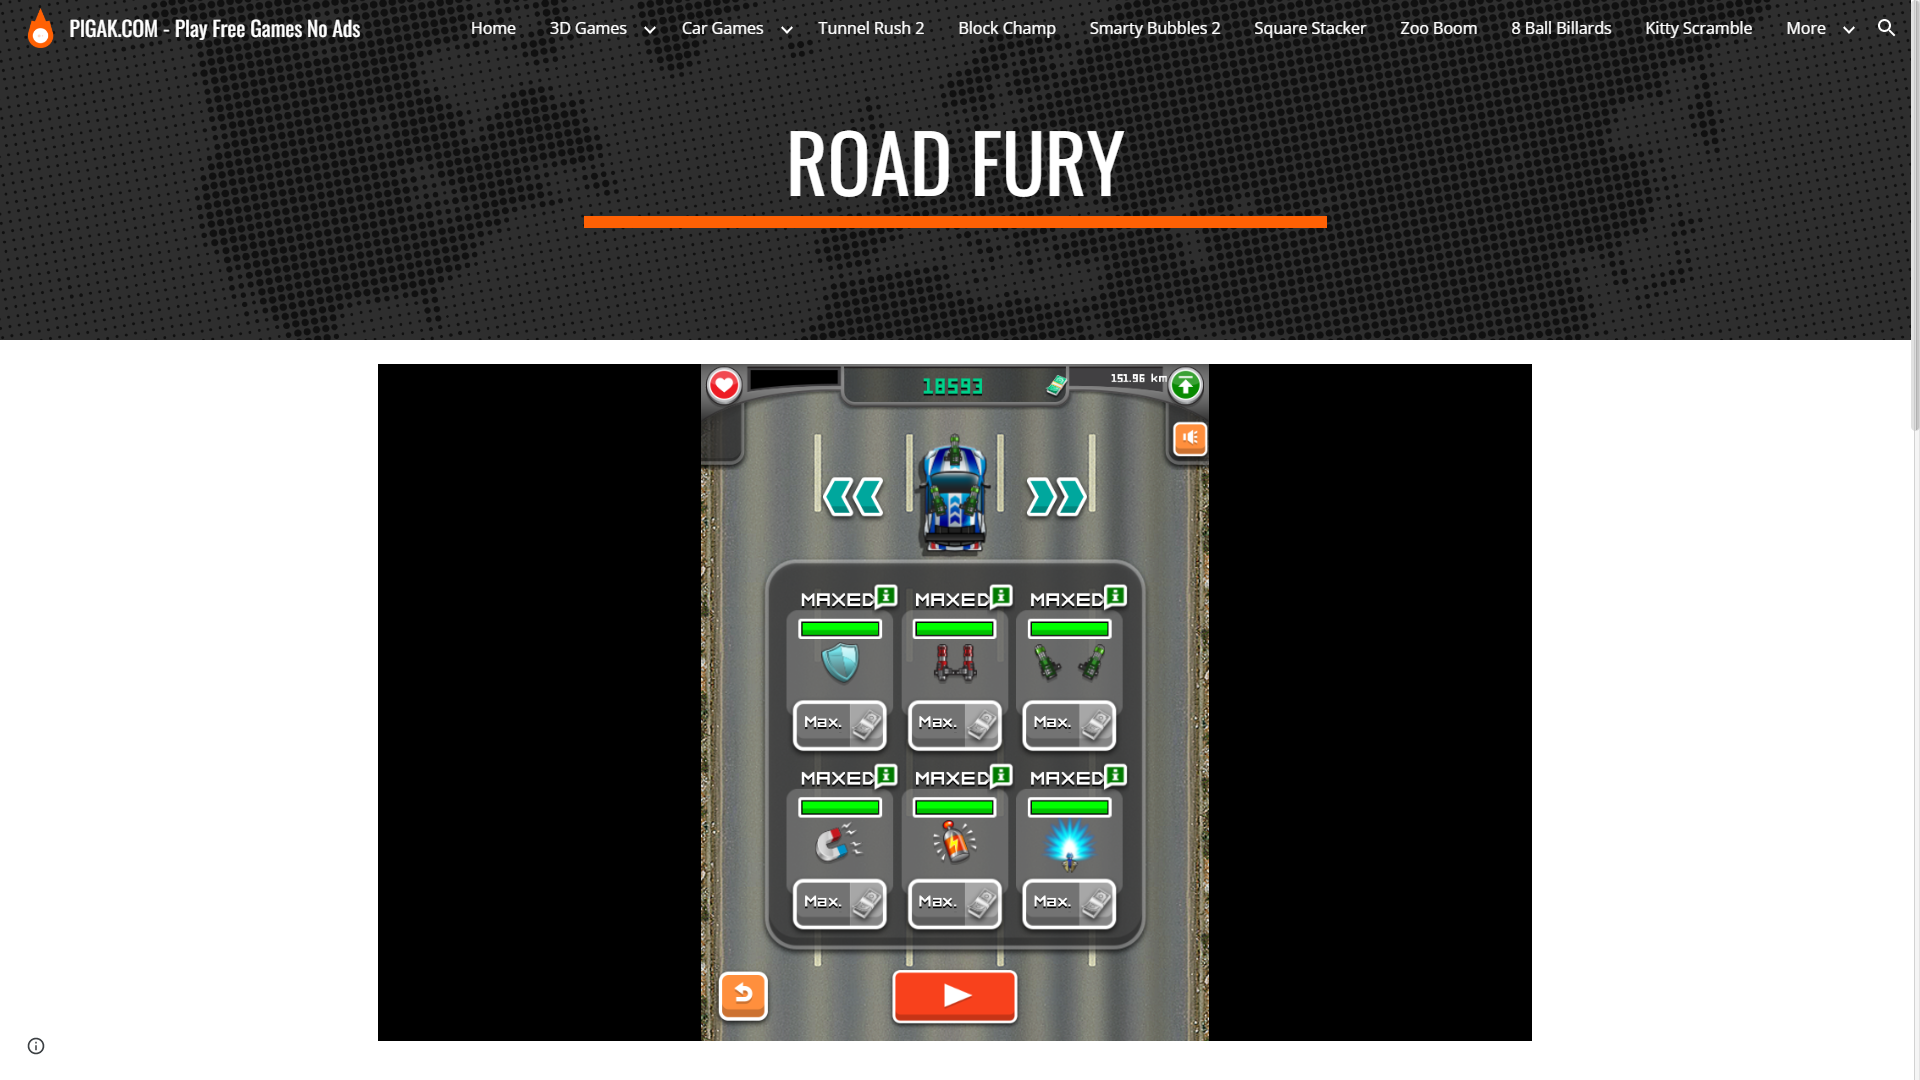 PIGAK.COM - Play Free Games No Ads
Home 3D Games Car Games Tunnel Rush 2 Block Champ Smarty Bubbles 2 Square Stacker Zoo Boom 8 Ball Billards Kitty Scramble More
ROAD FURY
18593 151.96 km
MAXED MAXED MAXED
Max. Max. Max.
MAXED MAXED MAXED
Max. Max. Max.